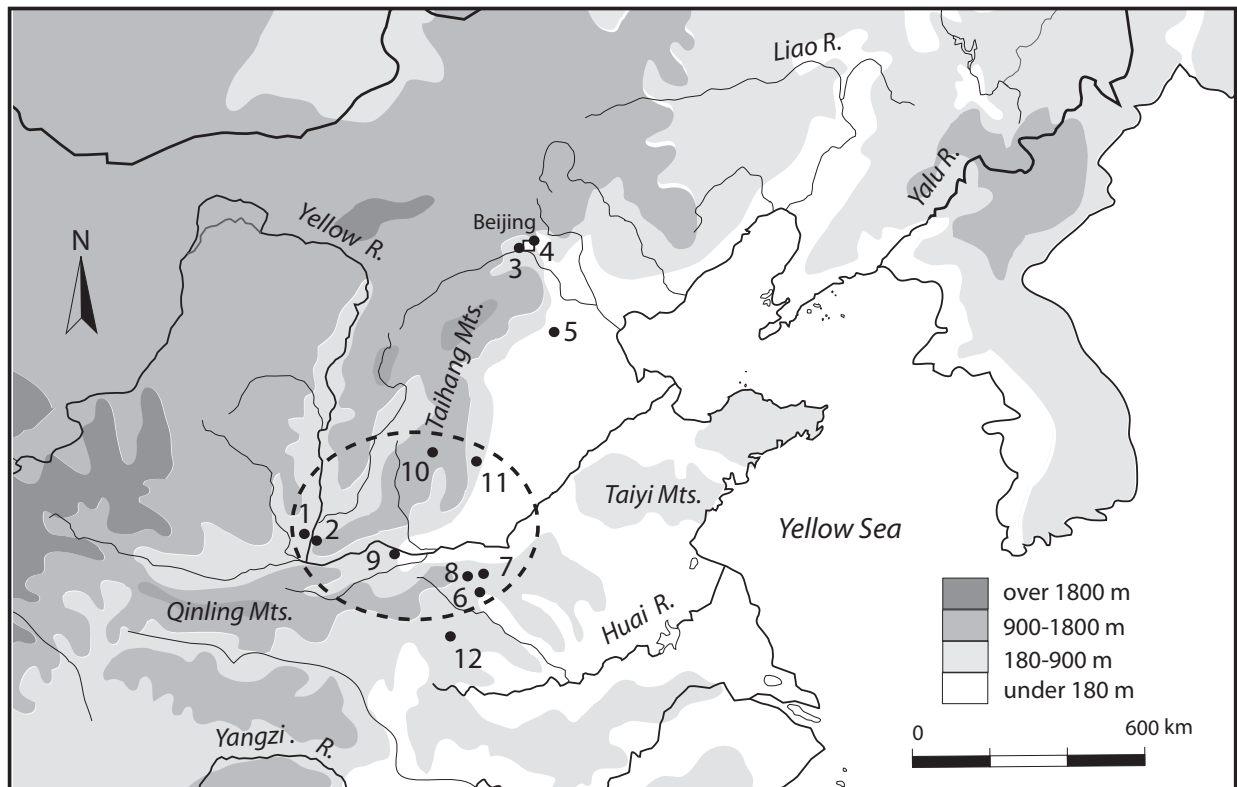 Liao R.
Yalu R.
Yellow R.
N
Beijing
3
4
5
Taihang Mts.
10
11
Taiyi Mts.
Yellow Sea
1
2
9
8
7
6
Qinling Mts.
Huai R.
12
Yangzi . R.
over 1800 m
900-1800 m
180-900 m
under 180 m
0
600 km